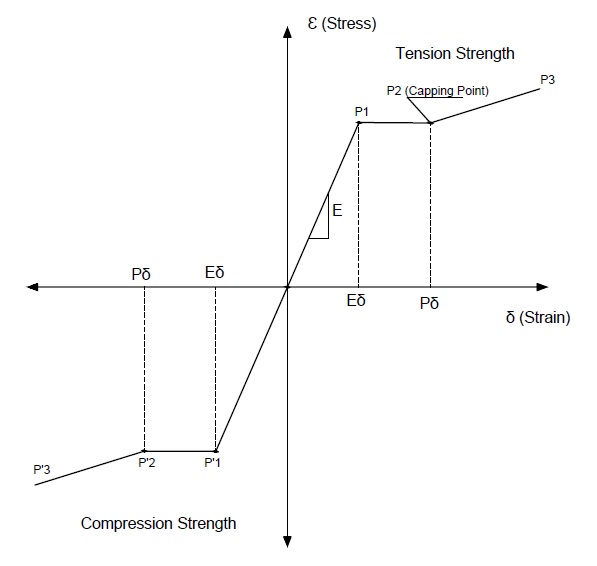 Ɛ (Stress)
Tension Strength
P3
P2 (Capping Point)
P1
E
Pδ
Eδ
Eδ
Pδ
δ (Strain)
P'3
P'2
P'1
Compression Strength